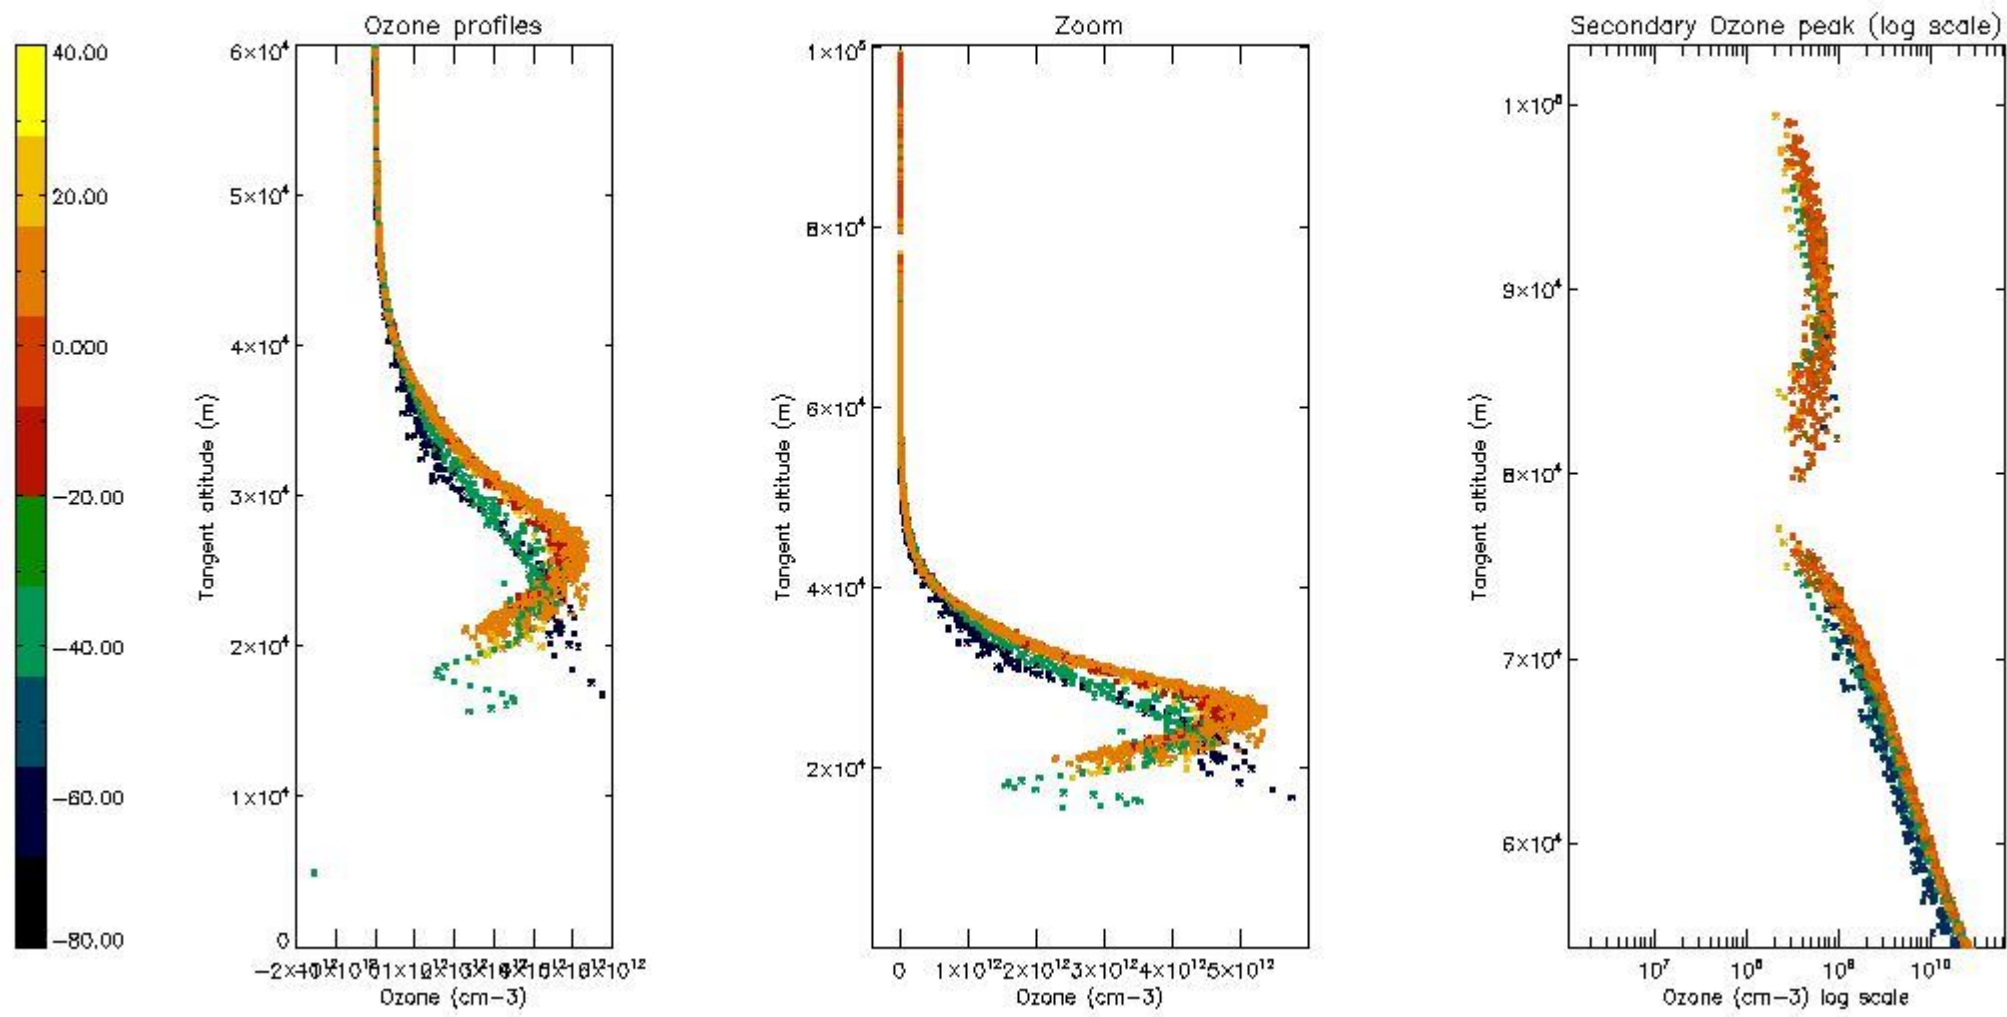 Ozone profiles
Zoom
Secondary Ozone peak (log scale)
40.00
20.00
0.000
−20.00
−40.00
−60.00
−80.00
6×10⁴
5×10⁴
4×10⁴
3×10⁴
2×10⁴
1×10⁴
0
Tangent altitude (m)
Ozone (cm−3)
1×10⁵
8×10⁴
6×10⁴
4×10⁴
2×10⁴
Tangent altitude (m)
0 1×10¹² 2×10¹² 3×10¹² 4×10¹² 5×10¹²
Ozone (cm−3)
9×10⁴
8×10⁴
7×10⁴
6×10⁴
Tangent altitude (m)
10⁷ 10⁸ 10⁹ 10¹⁰
Ozone (cm−3) log scale